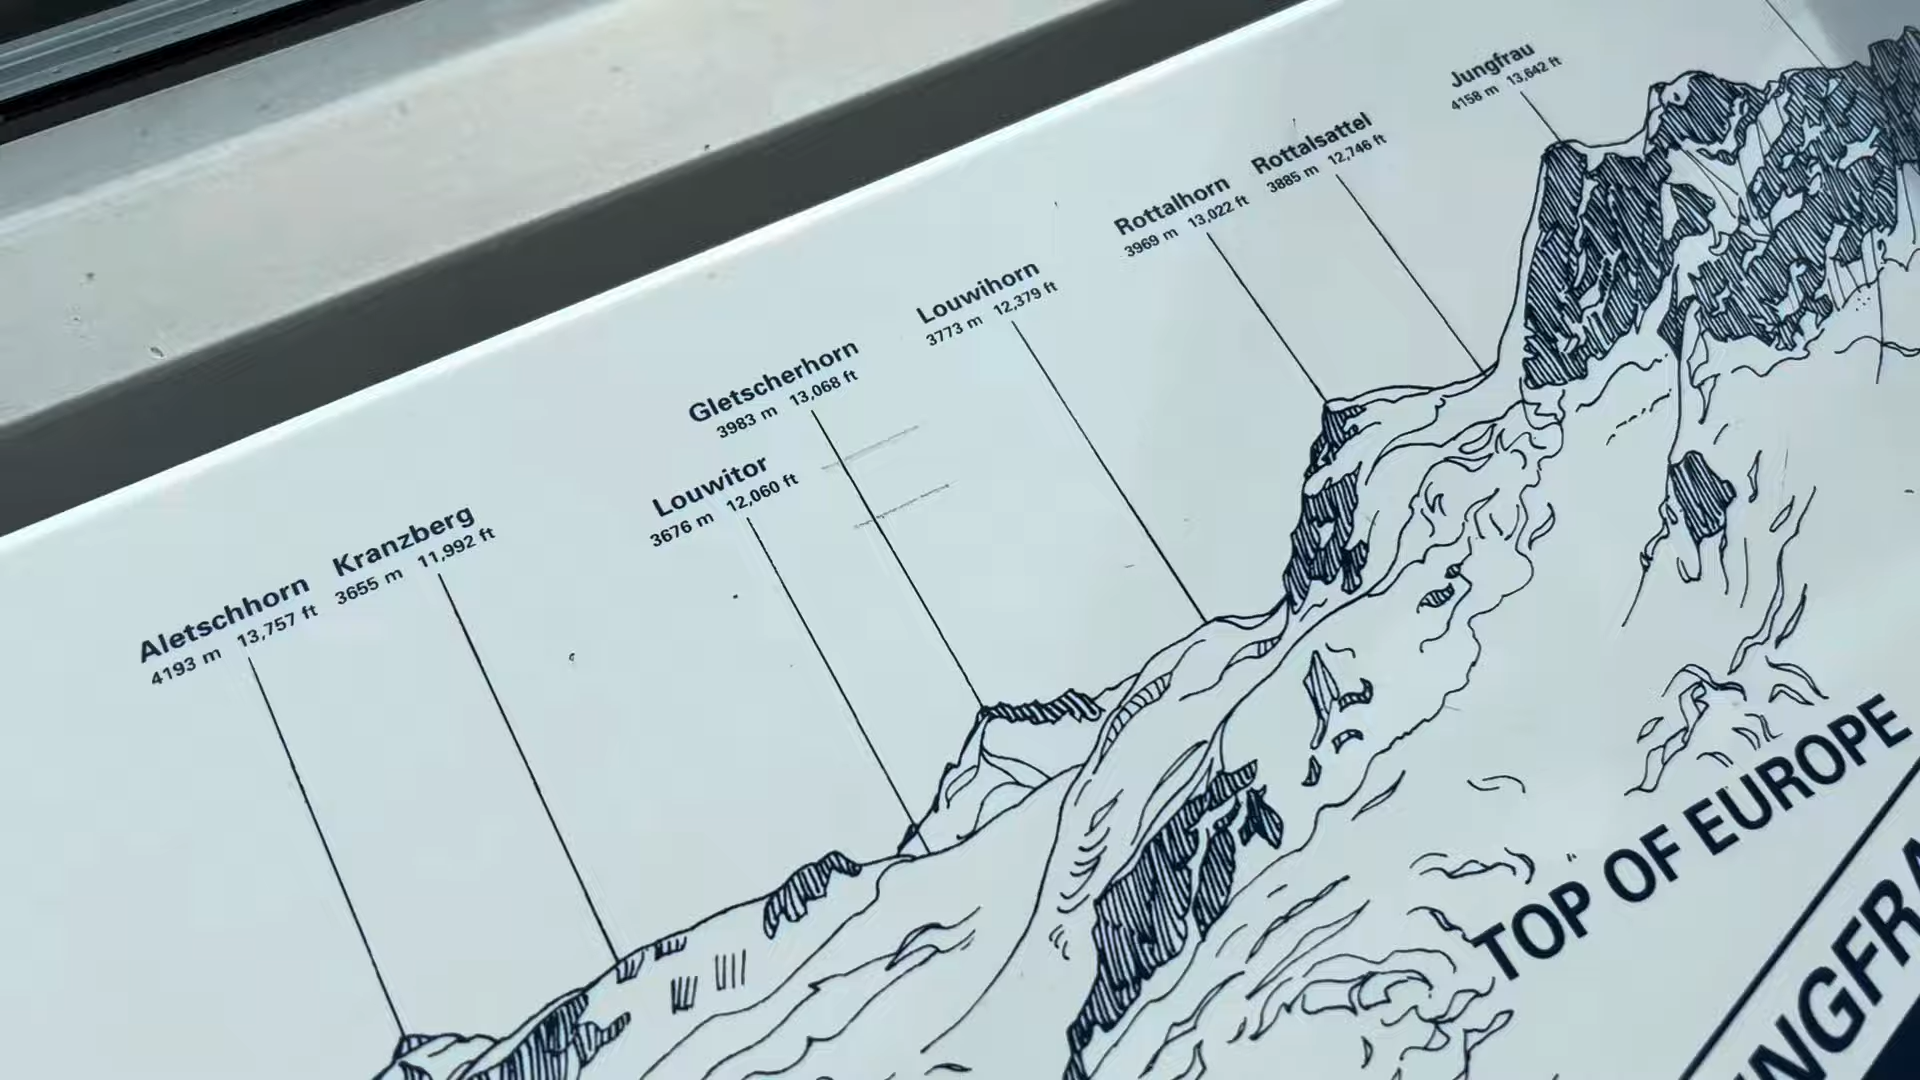 Jungfrau
4158 m 13,642 ft
Rottalsattel
3885 m 12,746 ft
Rottalhorn
3969 m 13,022 ft
Louwihorn
3773 m 12,379 ft
Gletscherhorn
3983 m 13,068 ft
Louwitor
3676 m 12,060 ft
Kranzberg
3655 m 11,992 ft
Aletschhorn
4193 m 13,757 ft
TOP OF EUROPE
NGFRA